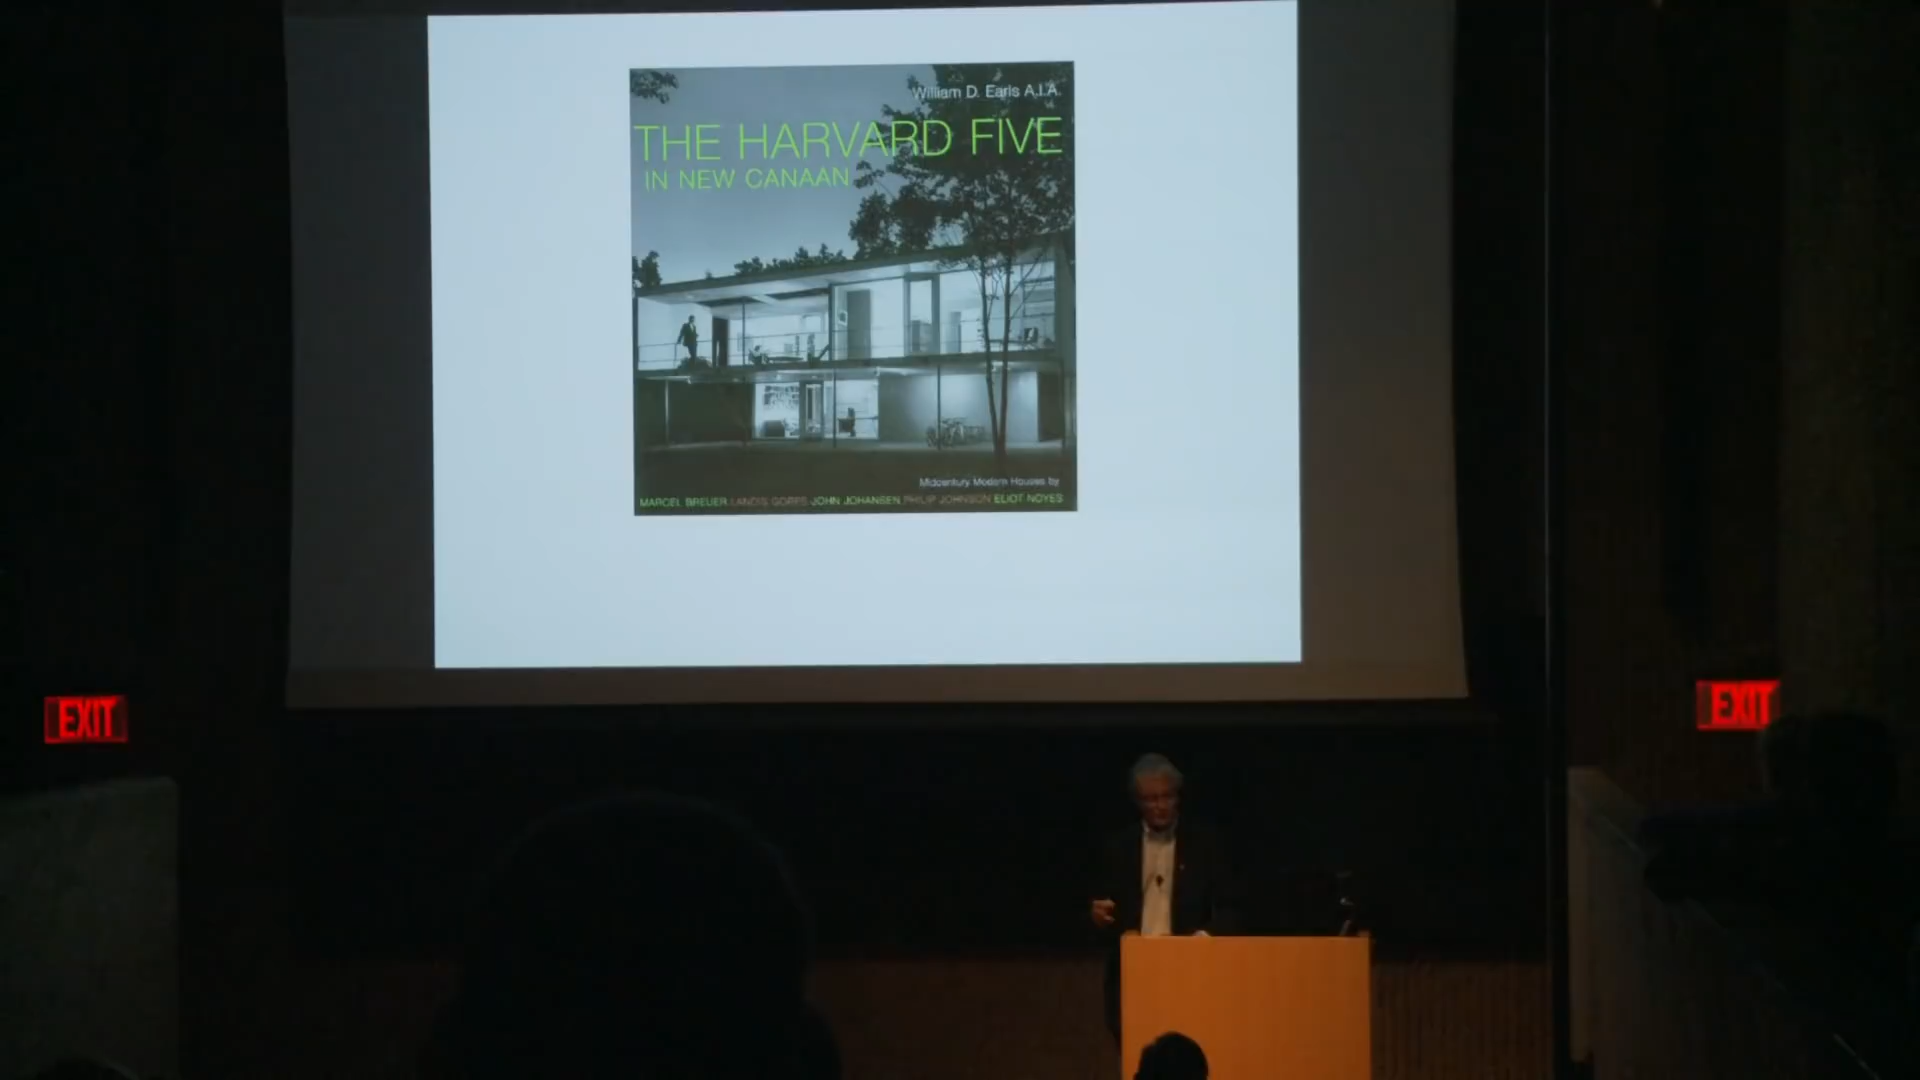 William D. Earls A.I.A.
THE HARVARD FIVE
IN NEW CANAAN
Midcentury Modern Houses by
MARCEL BREUER LANDIS GORES JOHN JOHANSEN PHILIP JOHNSON ELIOT NOYES
EXIT
EXIT